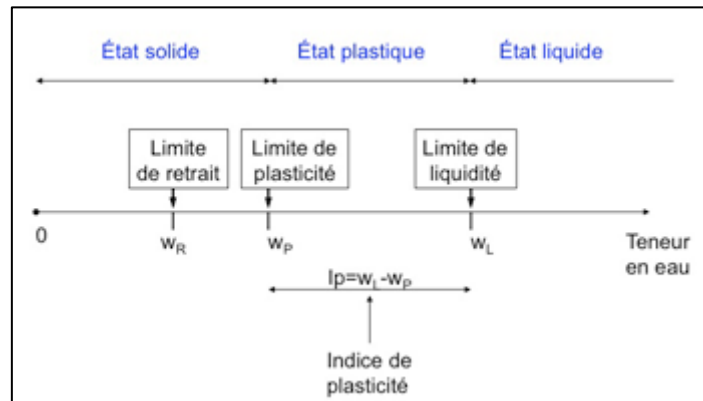 État solide État plastique État liquide
Limite de retrait
Limite de plasticité
Limite de liquidité
0 wR wP wL Teneur en eau
Ip=wL-wP
Indice de plasticité